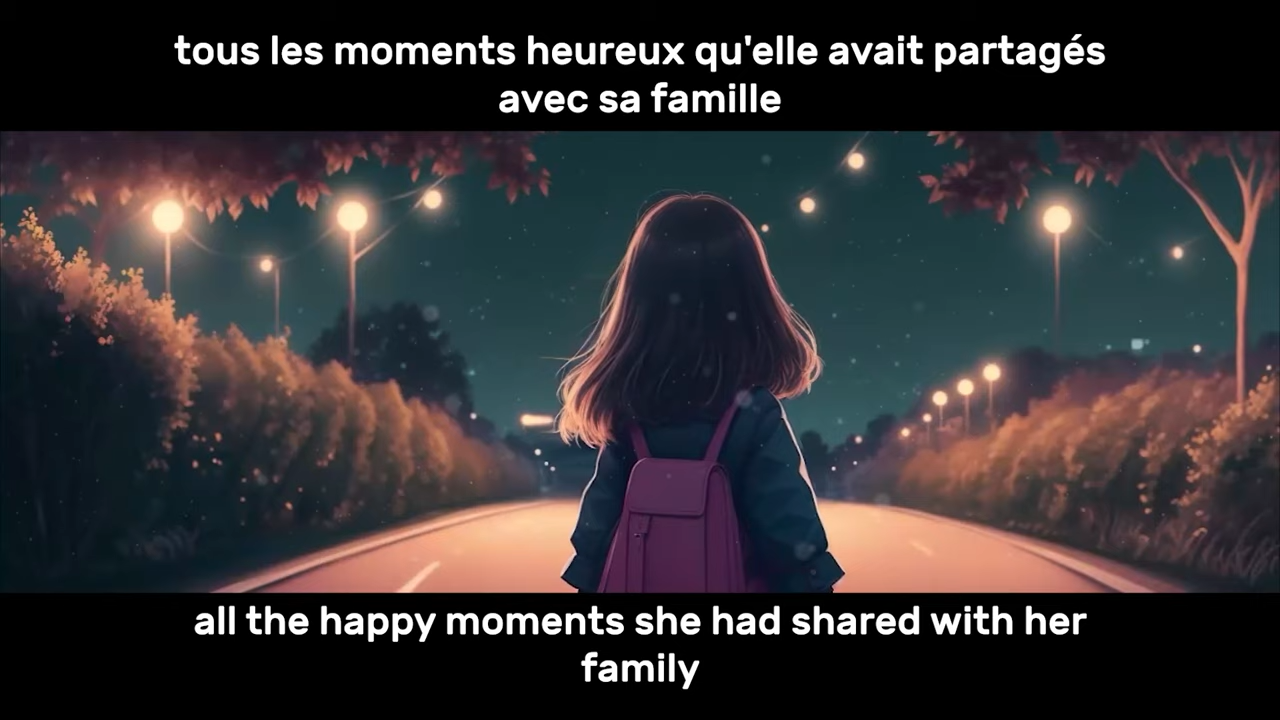 tous les moments heureux qu'elle avait partagés
avec sa famille
all the happy moments she had shared with her
family